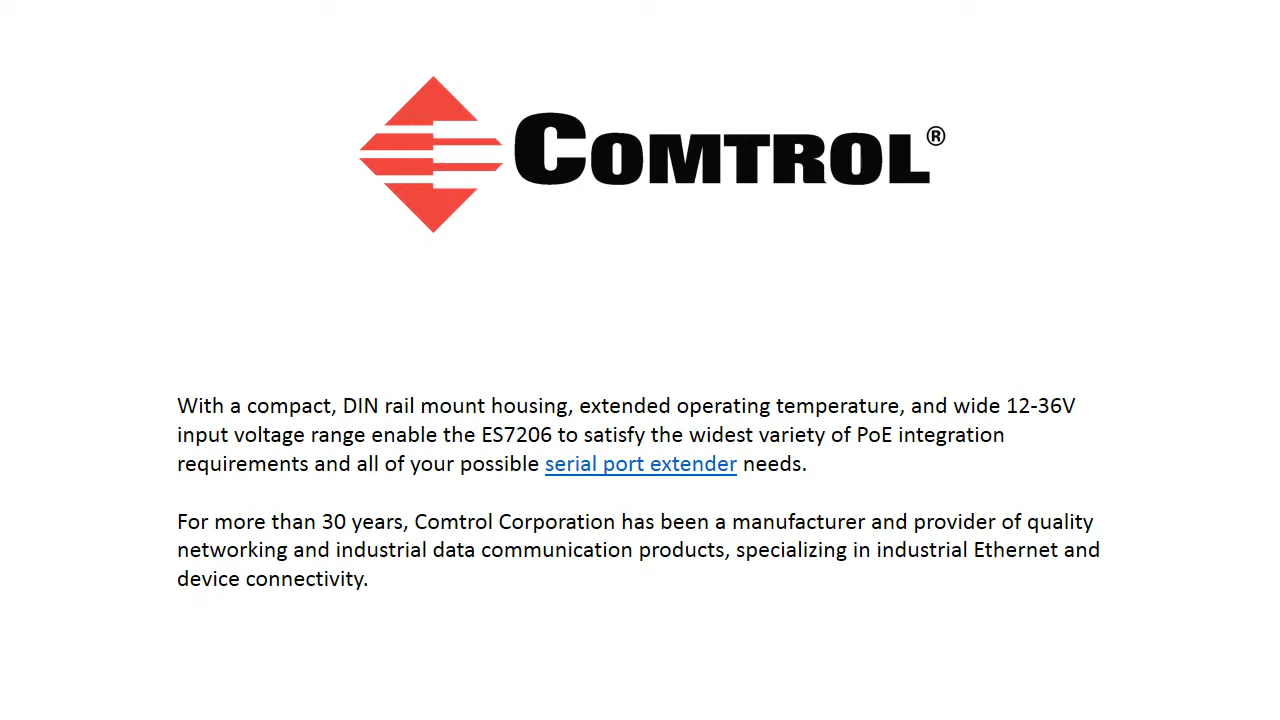 COMTROL®
With a compact, DIN rail mount housing, extended operating temperature, and wide 12-36V
input voltage range enable the ES7206 to satisfy the widest variety of PoE integration
requirements and all of your possible serial port extender needs.
For more than 30 years, Comtrol Corporation has been a manufacturer and provider of quality
networking and industrial data communication products, specializing in industrial Ethernet and
device connectivity.